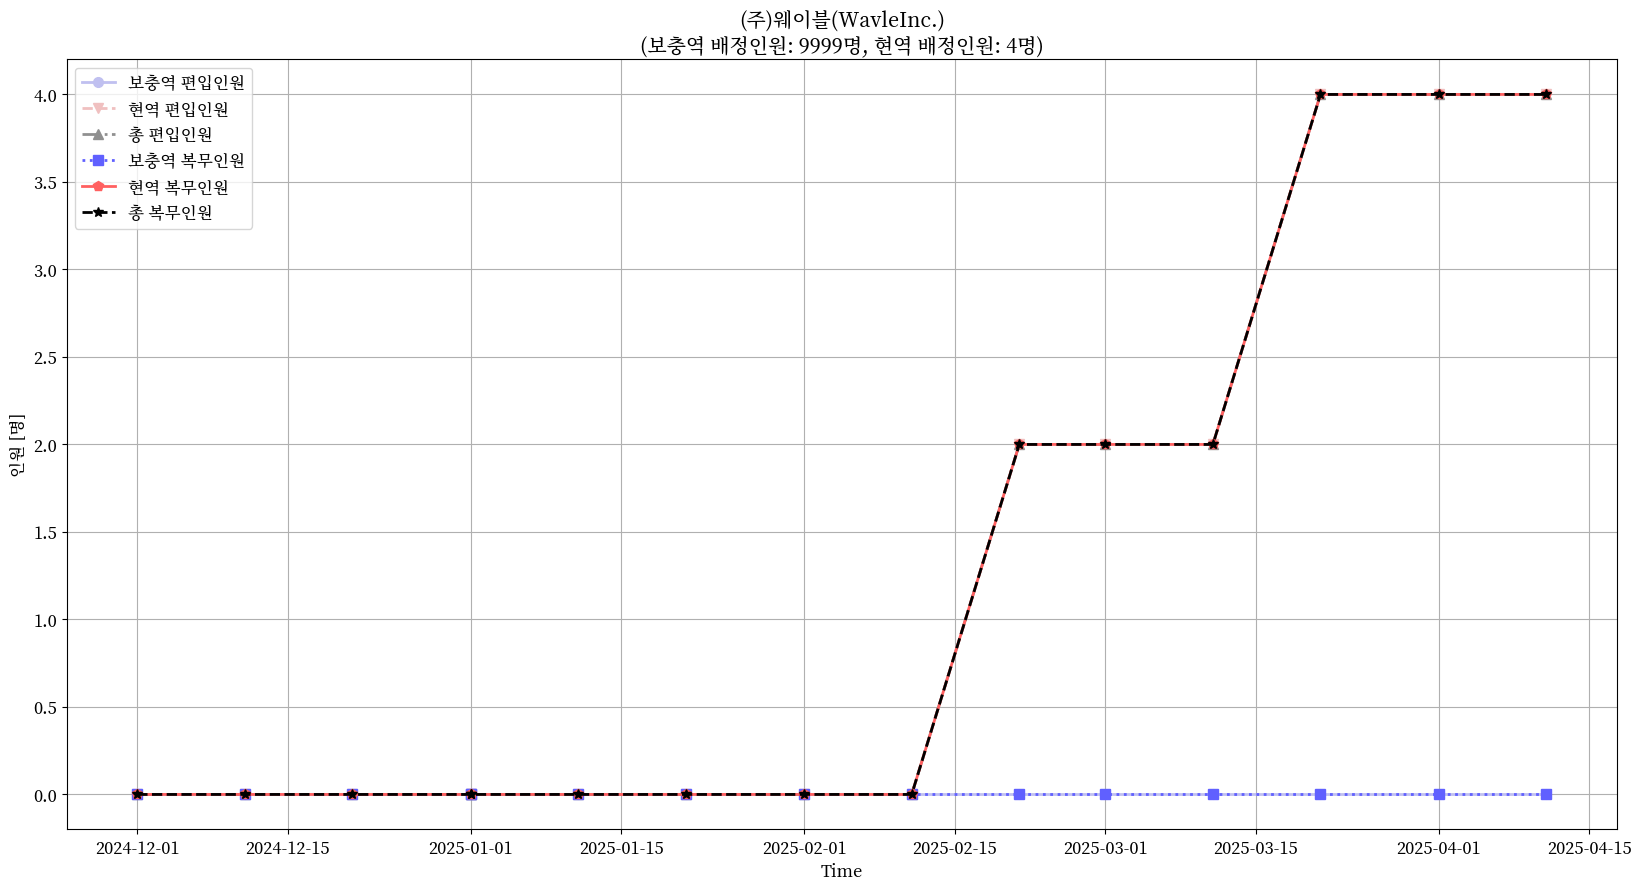 (주)웨이블(WavleInc.)
(보충역 배정인원: 9999명, 현역 배정인원: 4명)
보충역 편입인원
현역 편입인원
총 편입인원
보충역 복무인원
현역 복무인원
총 복무인원
4.0
3.5
3.0
2.5
2.0
1.5
1.0
0.5
0.0
인원 [명]
2024-12-01 2024-12-15 2025-01-01 2025-01-15 2025-02-01 2025-02-15 2025-03-01 2025-03-15 2025-04-01 2025-04-15
Time